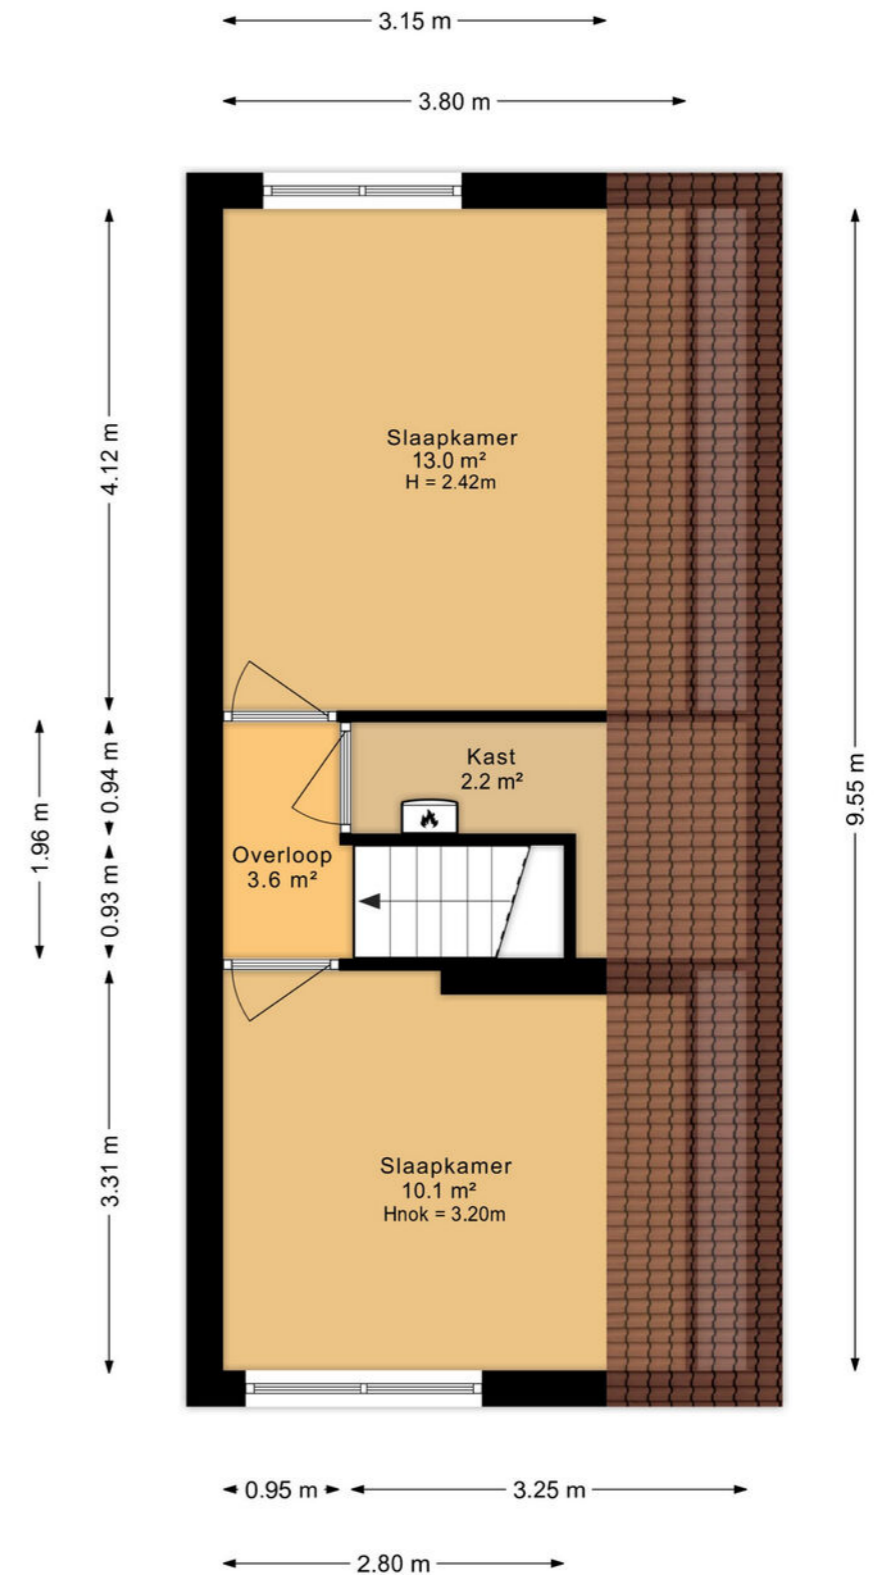 3.15 m
3.80 m
4.12 m
Slaapkamer
13.0 m²
H = 2.42m
1.96 m
0.94 m
0.93 m
Kast
2.2 m²
Overloop
3.6 m²
9.55 m
3.31 m
Slaapkamer
10.1 m²
Hnok = 3.20m
0.95 m
3.25 m
2.80 m